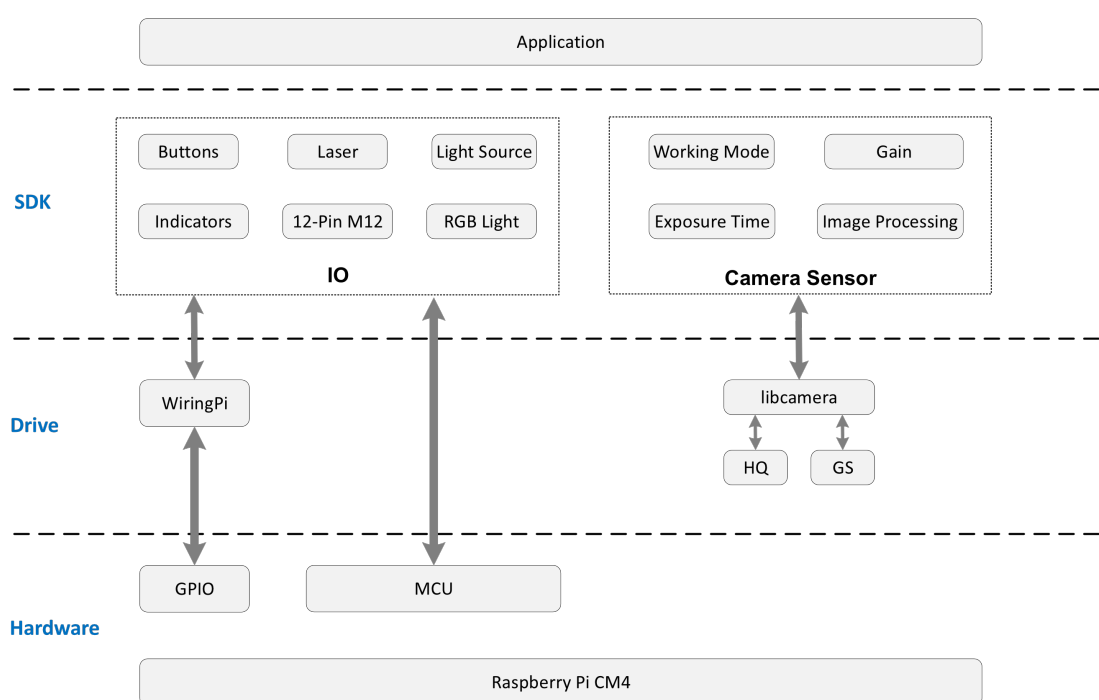 Application
SDK
Buttons
Laser
Light Source
Indicators
12-Pin M12
RGB Light
IO
Working Mode
Gain
Exposure Time
Image Processing
Camera Sensor
Drive
WiringPi
libcamera
HQ
GS
Hardware
GPIO
MCU
Raspberry Pi CM4